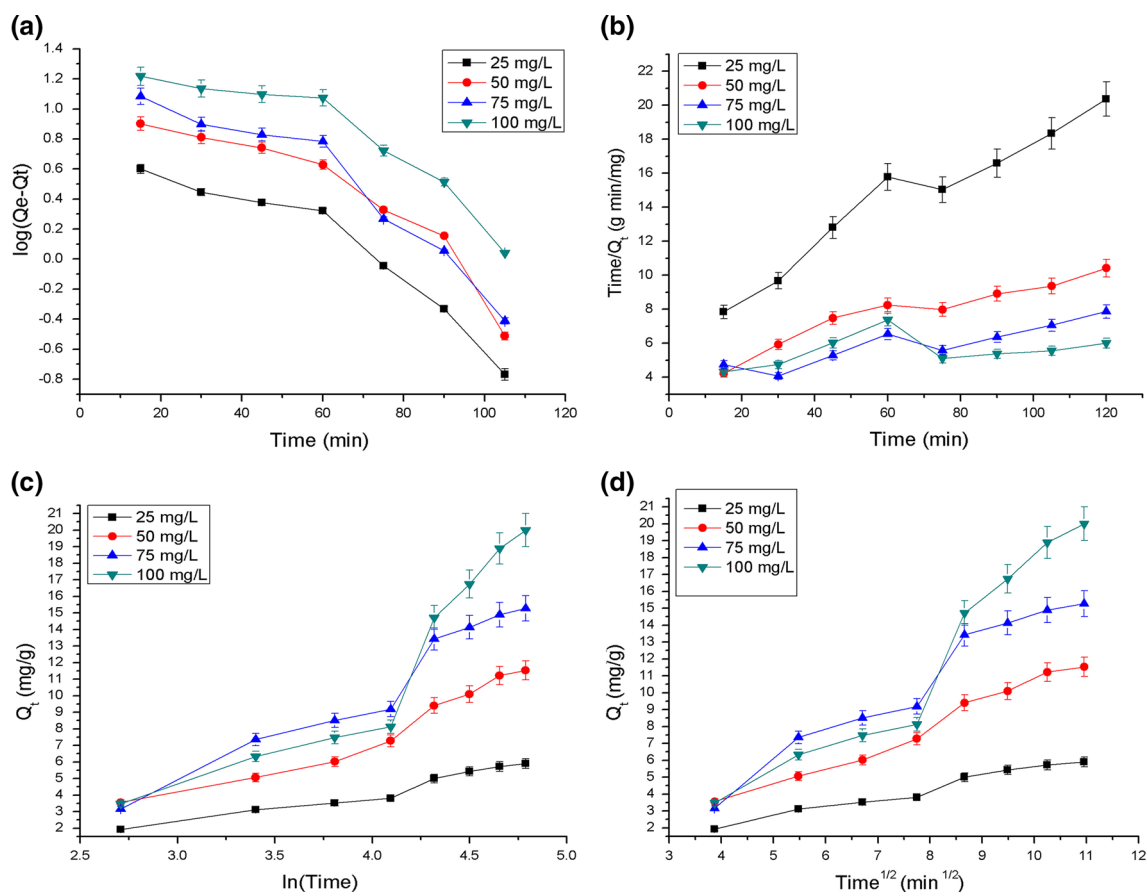 (a)
1.4
1.2
1.0
0.8
0.6
0.4
0.2
0.0
-0.2
-0.4
-0.6
-0.8
log(Qe-Qt)
25 mg/L
50 mg/L
75 mg/L
100 mg/L
0 20 40 60 80 100 120
Time (min)
(b)
22
20
18
16
14
12
10
8
6
4
Time/Qt (g min/mg)
25 mg/L
50 mg/L
75 mg/L
100 mg/L
0 20 40 60 80 100 120
Time (min)
(c)
21
20
19
18
17
16
15
14
13
12
11
10
9
8
7
6
5
4
3
2
Qt (mg/g)
25 mg/L
50 mg/L
75 mg/L
100 mg/L
2.5 3.0 3.5 4.0 4.5 5.0
ln(Time)
(d)
21
20
19
18
17
16
15
14
13
12
11
10
9
8
7
6
5
4
3
2
Qt (mg/g)
25 mg/L
50 mg/L
75 mg/L
100 mg/L
3 4 5 6 7 8 9 10 11 12
Time^1/2 (min^1/2)